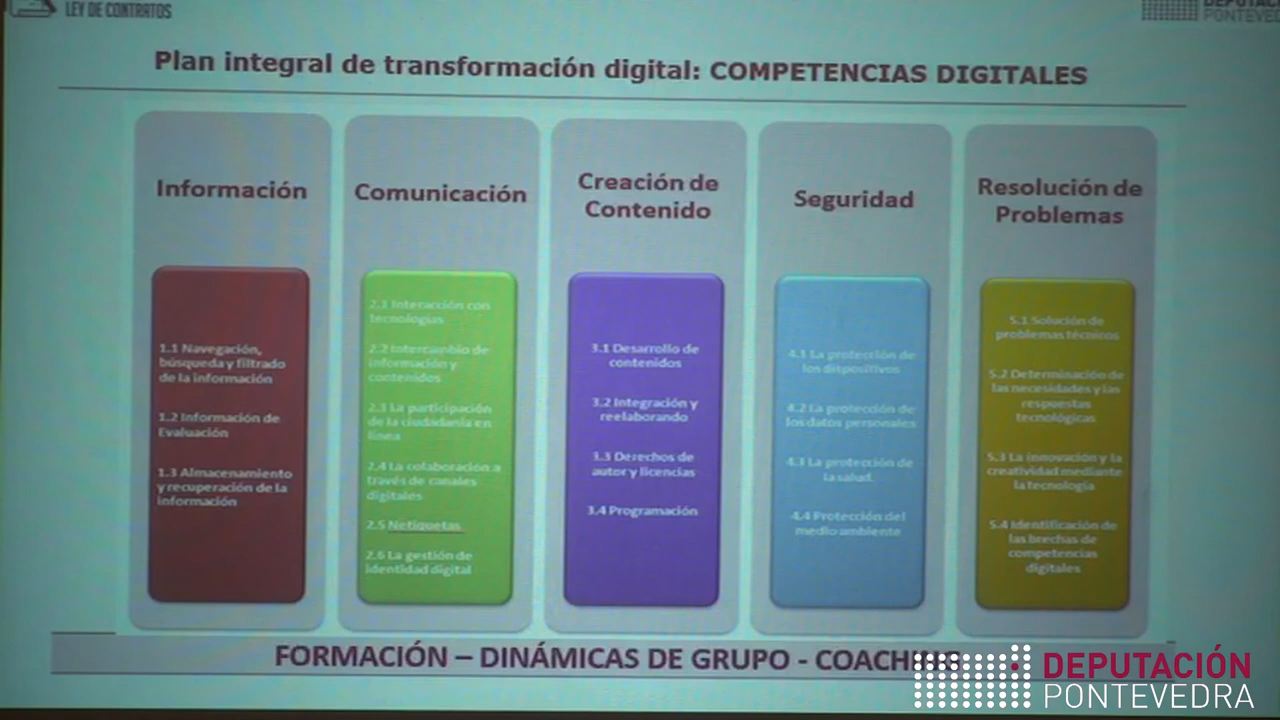 LEY DE CONTRATOS
DEPUTACIÓN
PONTEVEDRA
Plan integral de transformación digital: COMPETENCIAS DIGITALES
Información
1.1 Navegación,
búsqueda y filtrado
de la información
1.2 Información de
Evaluación
1.3 Almacenamiento
y recuperación de la
información
Comunicación
2.1 Interacción con
tecnologías
2.2 Intercambio de
información y
contenidos
2.3 La participación
de la ciudadanía en
línea
2.4 La colaboración a
través de canales
digitales
2.5 Netiquetas
2.6 La gestión de
identidad digital
Creación de
Contenido
3.1 Desarrollo de
contenidos
3.2 Integración y
reelaborando
3.3 Derechos de
autor y licencias
3.4 Programación
Seguridad
4.1 La protección de
los dispositivos
4.2 La protección de
los datos personales
4.3 La protección de
la salud.
4.4 Protección del
medio ambiente
Resolución de
Problemas
5.1 Solución de
problemas técnicos
5.2 Determinación de
las necesidades y las
respuestas
tecnológicas
5.3 La innovación y la
creatividad mediante
la tecnología
5.4 Identificación de
las brechas de
competencias
digitales
FORMACIÓN – DINÁMICAS DE GRUPO - COACHING
DEPUTACIÓN
PONTEVEDRA